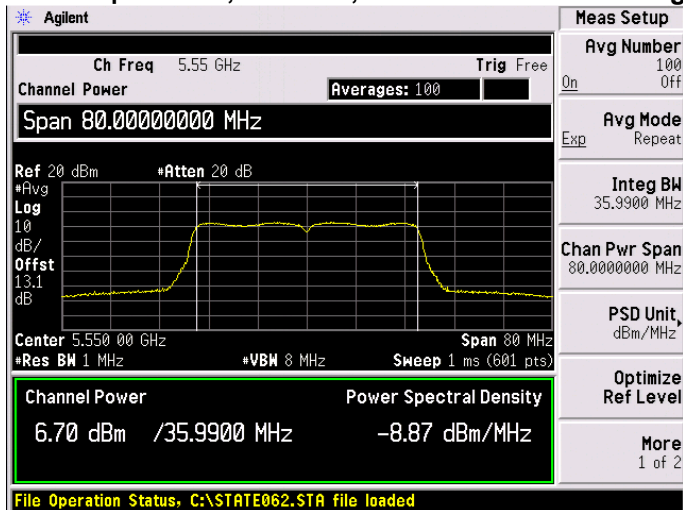 Agilent
Meas Setup
Ch Freq 5.55 GHz Trig Free
Channel Power Averages: 100
Span 80.00000000 MHz
Ref 20 dBm #Atten 20 dB
#Avg
Log
10
dB/
Offst
13.1
dB
Center 5.550 00 GHz Span 80 MHz
#Res BW 1 MHz #VBW 8 MHz Sweep 1 ms (601 pts)
Channel Power Power Spectral Density
6.70 dBm /35.9900 MHz -8.87 dBm/MHz
File Operation Status, C:\STATE062.STA file loaded
Avg Number
100
On Off
Avg Mode
Exp Repeat
Integ BW
35.9900 MHz
Chan Pwr Span
80.0000000 MHz
PSD Unit
dBm/MHz
Optimize
Ref Level
More
1 of 2